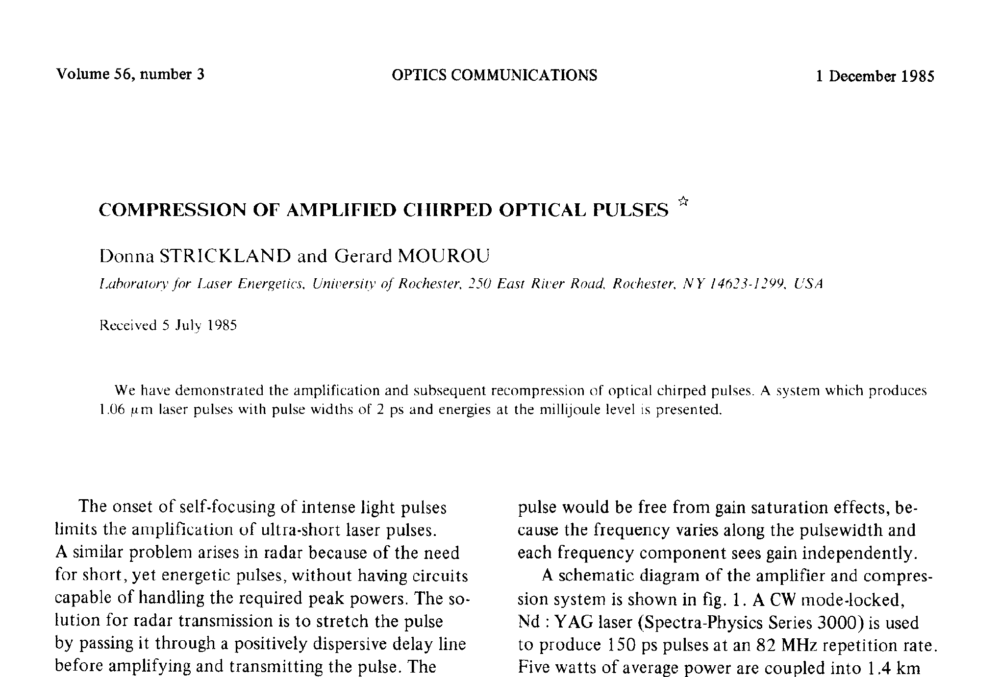 Volume 56, number 3
OPTICS COMMUNICATIONS
1 December 1985
COMPRESSION OF AMPLIFIED CHIRPED OPTICAL PULSES ☆
Donna STRICKLAND and Gerard MOUROU
Laboratory for Laser Energetics, University of Rochester, 250 East River Road, Rochester, NY 14623-1299, USA
Received 5 July 1985
We have demonstrated the amplification and subsequent recompression of optical chirped pulses. A system which produces
1.06 μm laser pulses with pulse widths of 2 ps and energies at the millijoule level is presented.
The onset of self-focusing of intense light pulses
limits the amplification of ultra-short laser pulses.
A similar problem arises in radar because of the need
for short, yet energetic pulses, without having circuits
capable of handling the required peak powers. The so-
lution for radar transmission is to stretch the pulse
by passing it through a positively dispersive delay line
before amplifying and transmitting the pulse. The
pulse would be free from gain saturation effects, be-
cause the frequency varies along the pulsewidth and
each frequency component sees gain independently.
A schematic diagram of the amplifier and compres-
sion system is shown in fig. 1. A CW mode-locked,
Nd : YAG laser (Spectra-Physics Series 3000) is used
to produce 150 ps pulses at an 82 MHz repetition rate.
Five watts of average power are coupled into 1.4 km